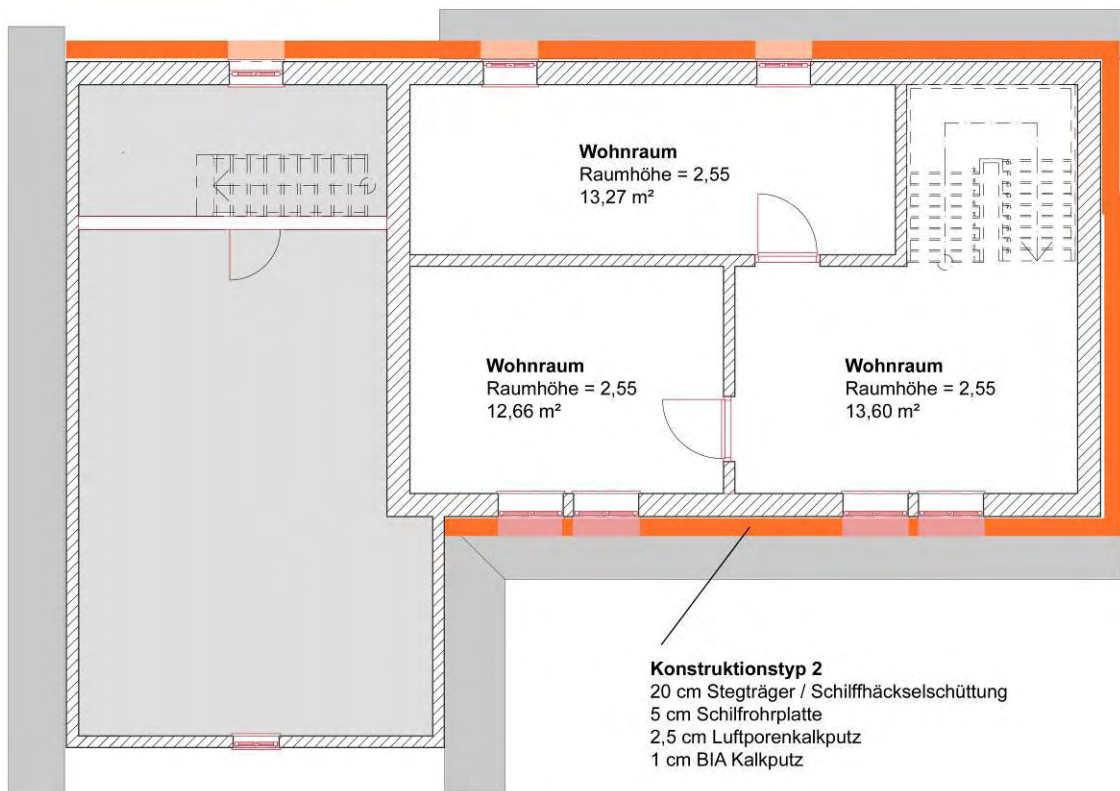 Wohnraum
Raumhöhe = 2,55
13,27 m²
Wohnraum
Raumhöhe = 2,55
12,66 m²
Wohnraum
Raumhöhe = 2,55
13,60 m²
Konstruktionstyp 2
20 cm Stegträger / Schilffhäckselschüttung
5 cm Schilfrohrplatte
2,5 cm Luftporenkalkputz
1 cm BIA Kalkputz